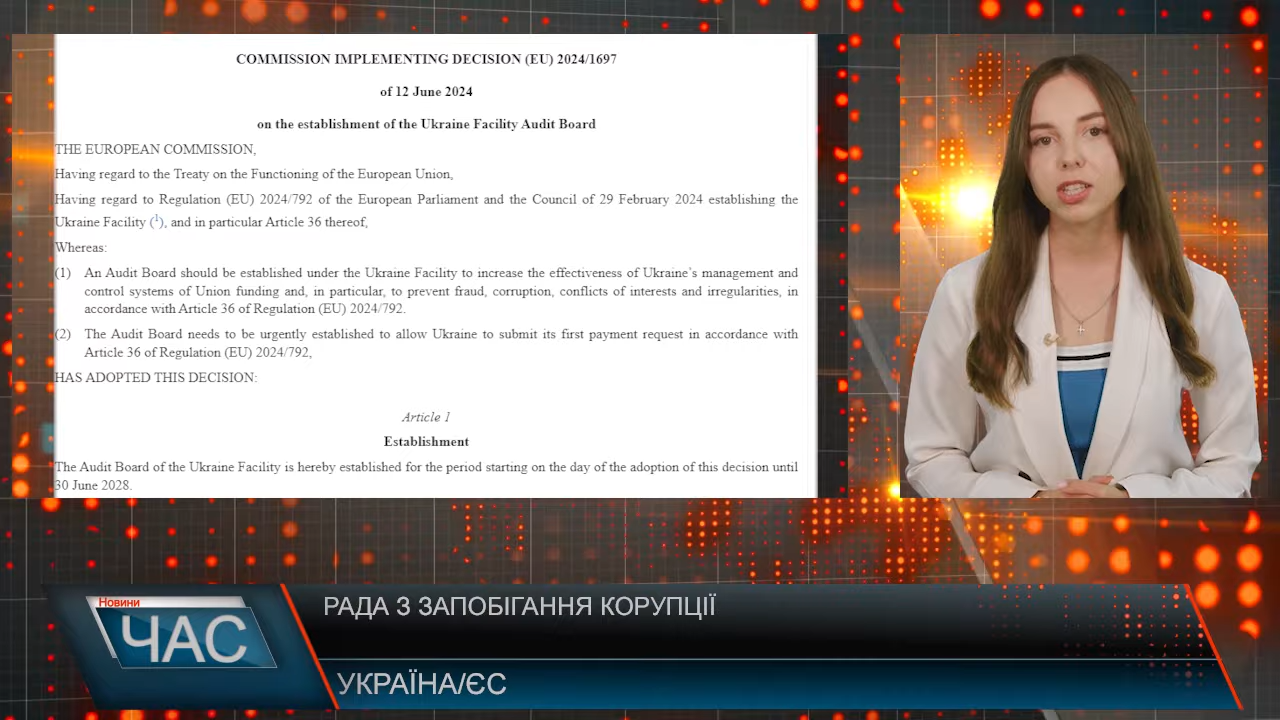 COMMISSION IMPLEMENTING DECISION (EU) 2024/1697
of 12 June 2024
on the establishment of the Ukraine Facility Audit Board
THE EUROPEAN COMMISSION,
Having regard to the Treaty on the Functioning of the European Union,
Having regard to Regulation (EU) 2024/792 of the European Parliament and the Council of 29 February 2024 establishing the
Ukraine Facility (1), and in particular Article 36 thereof,
Whereas:
(1) An Audit Board should be established under the Ukraine Facility to increase the effectiveness of Ukraine's management and
control systems of Union funding and, in particular, to prevent fraud, corruption, conflicts of interests and irregularities, in
accordance with Article 36 of Regulation (EU) 2024/792.
(2) The Audit Board needs to be urgently established to allow Ukraine to submit its first payment request in accordance with
Article 36 of Regulation (EU) 2024/792,
HAS ADOPTED THIS DECISION:
Article 1
Establishment
The Audit Board of the Ukraine Facility is hereby established for the period starting on the day of the adoption of this decision until
30 June 2028.
Новини
ЧАС
РАДА З ЗАПОБІГАННЯ КОРУПЦІЇ
УКРАЇНА/ЄС